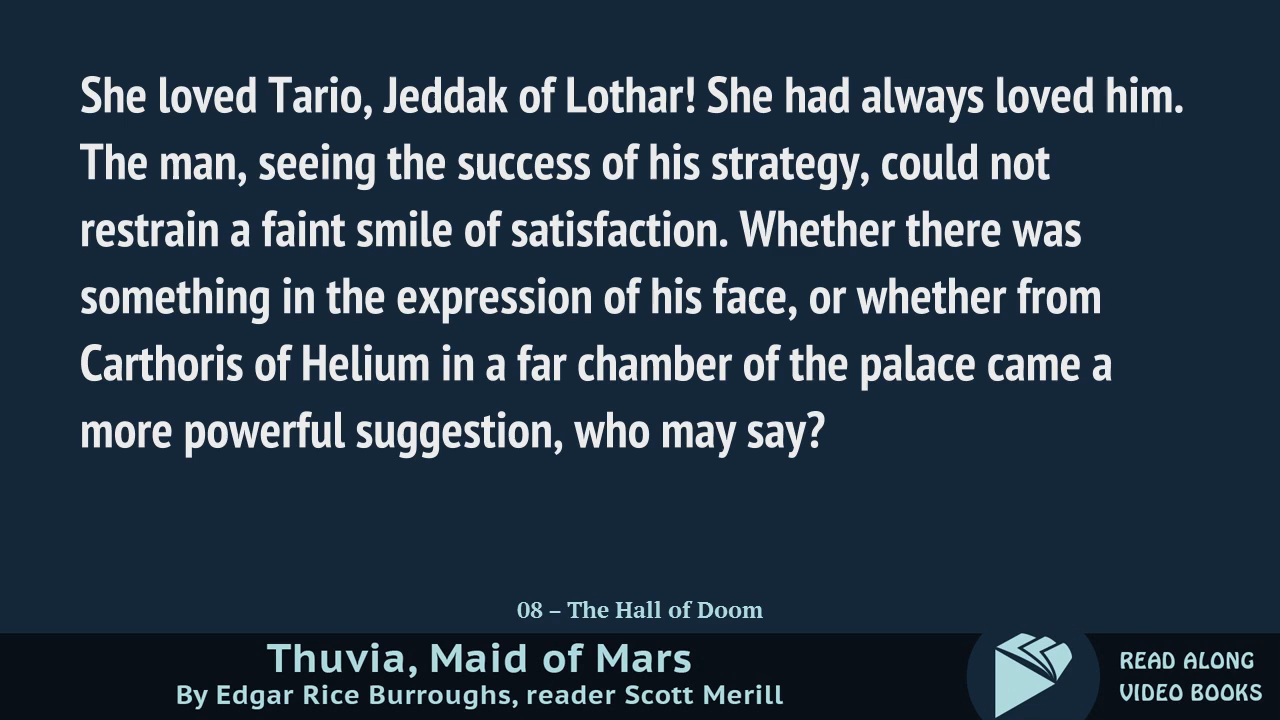 She loved Tario, Jeddak of Lothar! She had always loved him.
The man, seeing the success of his strategy, could not
restrain a faint smile of satisfaction. Whether there was
something in the expression of his face, or whether from
Carthoris of Helium in a far chamber of the palace came a
more powerful suggestion, who may say?
08 – The Hall of Doom
Thuvia, Maid of Mars
By Edgar Rice Burroughs, reader Scott Merill
READ ALONG
VIDEO BOOKS